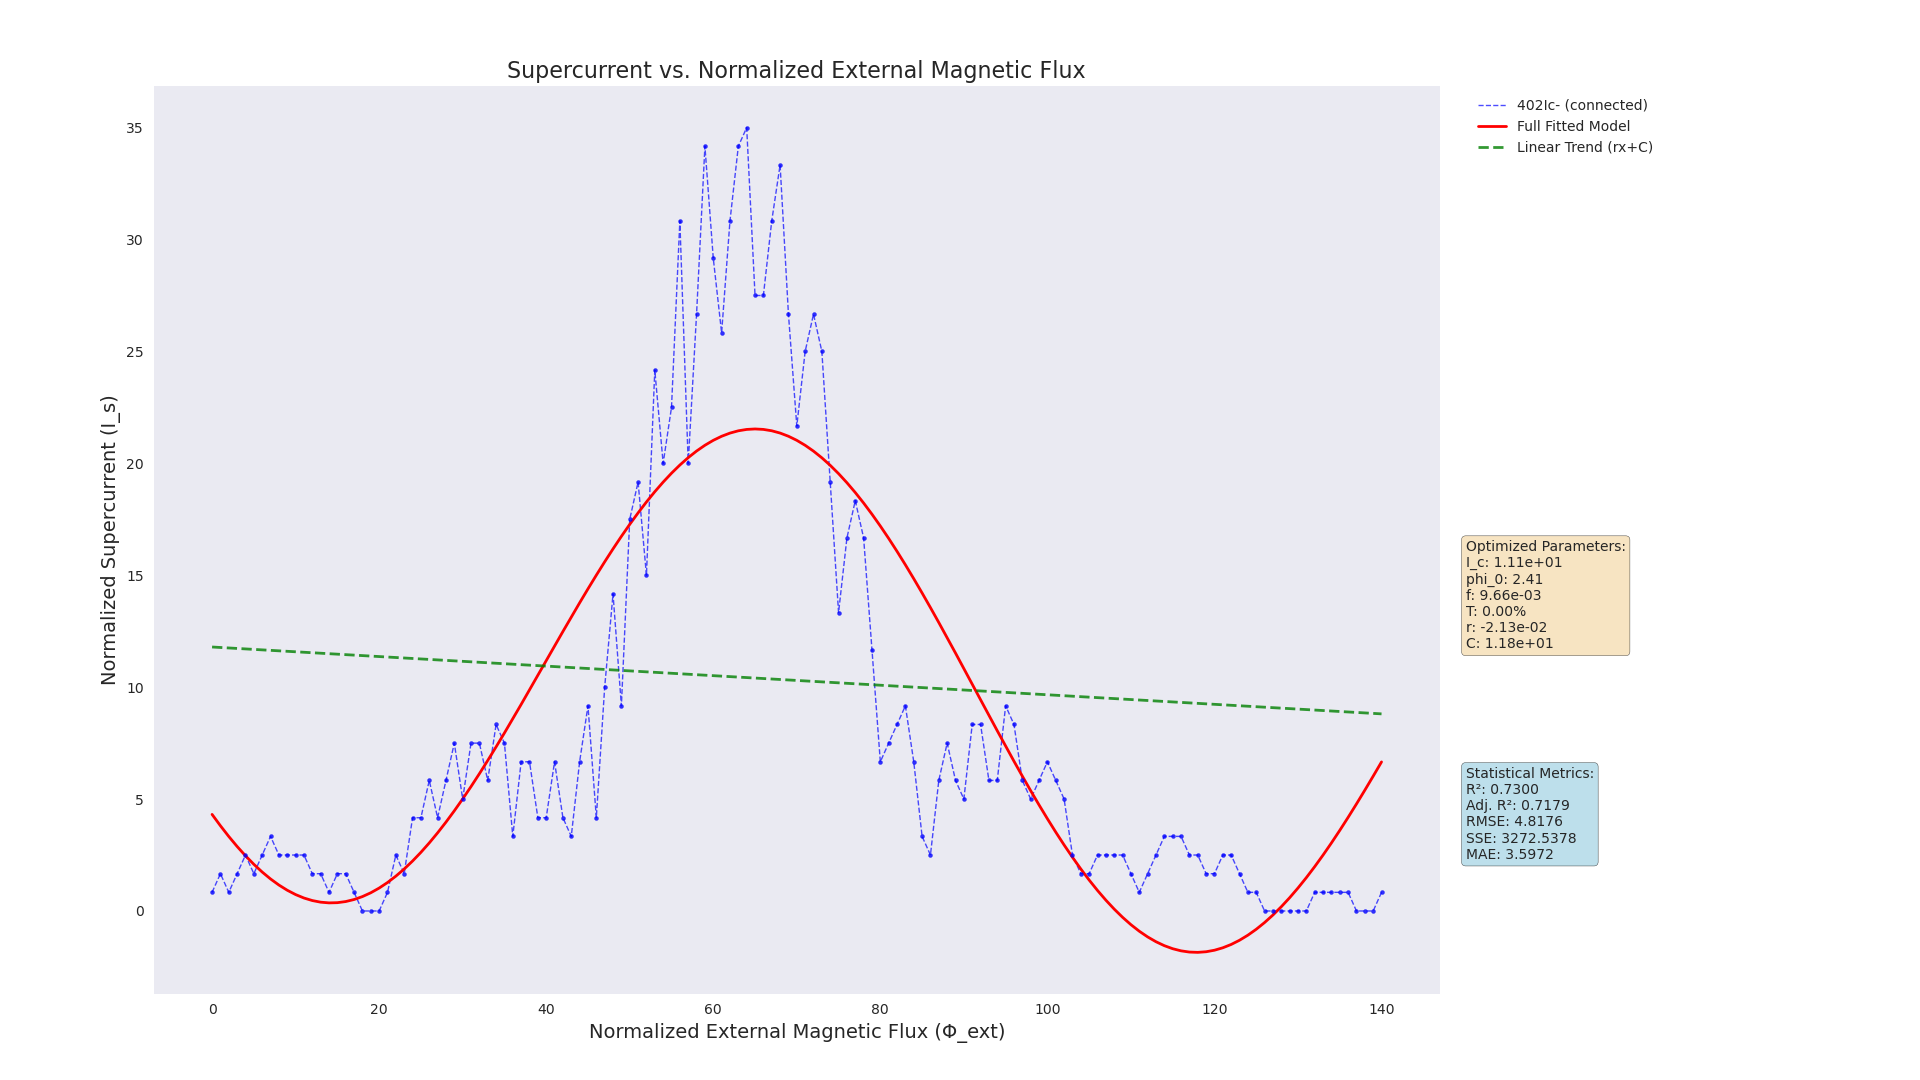 Supercurrent vs. Normalized External Magnetic Flux
35
30
25
20
15
10
5
0
Normalized Supercurrent (I_s)
0 20 40 60 80 100 120 140
Normalized External Magnetic Flux (Φ_ext)
402Ic- (connected)
Full Fitted Model
Linear Trend (rx+C)
Optimized Parameters:
I_c: 1.11e+01
phi_0: 2.41
f: 9.66e-03
T: 0.00%
r: -2.13e-02
C: 1.18e+01
Statistical Metrics:
R²: 0.7300
Adj. R²: 0.7179
RMSE: 4.8176
SSE: 3272.5378
MAE: 3.5972